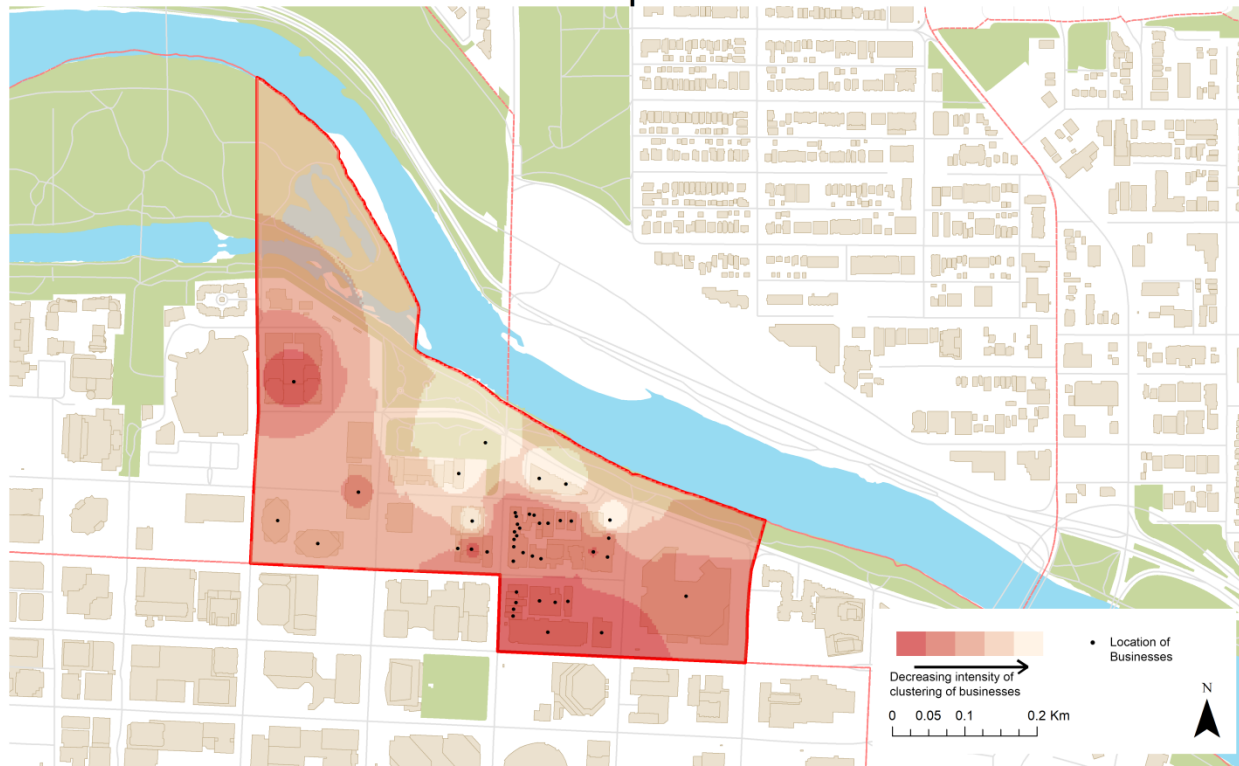 Location of
Businesses
Decreasing intensity of
clustering of businesses
N
0 0.05 0.1 0.2 Km